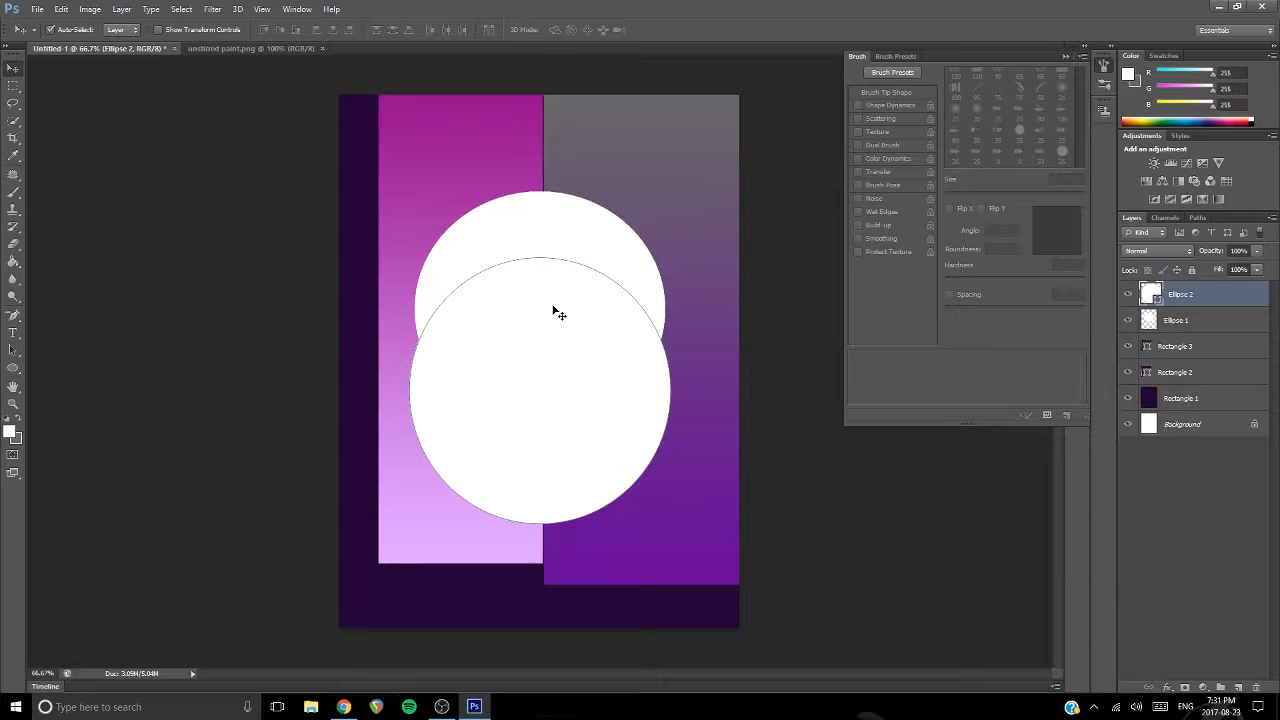 Ps File Edit Image Layer Type Select Filter 3D View Window Help
Auto-Select: Layer Show Transform Controls 3D Mode: Essentials
Untitled-1 @ 66.7% (Ellipse 2, RGB/8) * × unstired paint.png @ 100% (RGB/8) ×
Brush Brush Presets
Brush Presets
Brush Tip Shape
Shape Dynamics
Scattering
Texture
Dual Brush
Color Dynamics
Transfer
Brush Pose
Noise
Wet Edges
Build-up
Smoothing
Protect Texture
Size
Flip X Flip Y
Angle:
Roundness:
Hardness
Spacing
Color Swatches
R 255
G 255
B 255
Adjustments Styles
Add an adjustment
Layers Channels Paths
Kind
Normal Opacity: 100%
Lock: Fill: 100%
Ellipse 2
Ellipse 1
Rectangle 3
Rectangle 2
Rectangle 1
Background
66.67% Doc: 3.09M/5.04M
Timeline
Type here to search
Ps
ENG
7:31 PM
2017-08-23